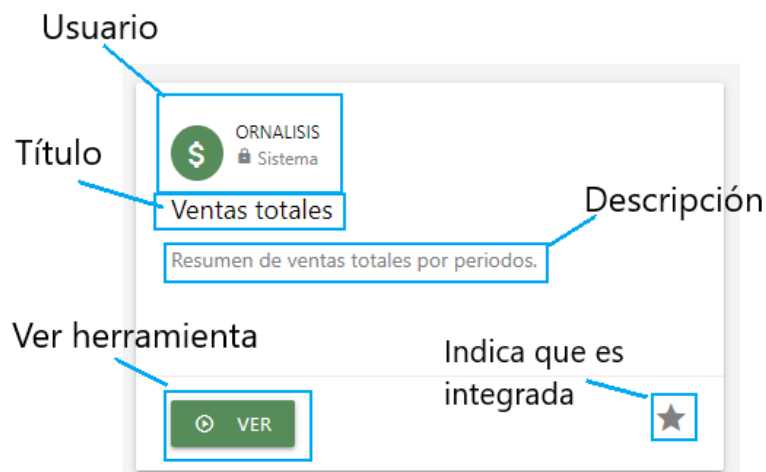 Usuario
ORNALISIS
Sistema
Título
Ventas totales
Descripción
Resumen de ventas totales por periodos.
Ver herramienta
Indica que es
integrada
VER